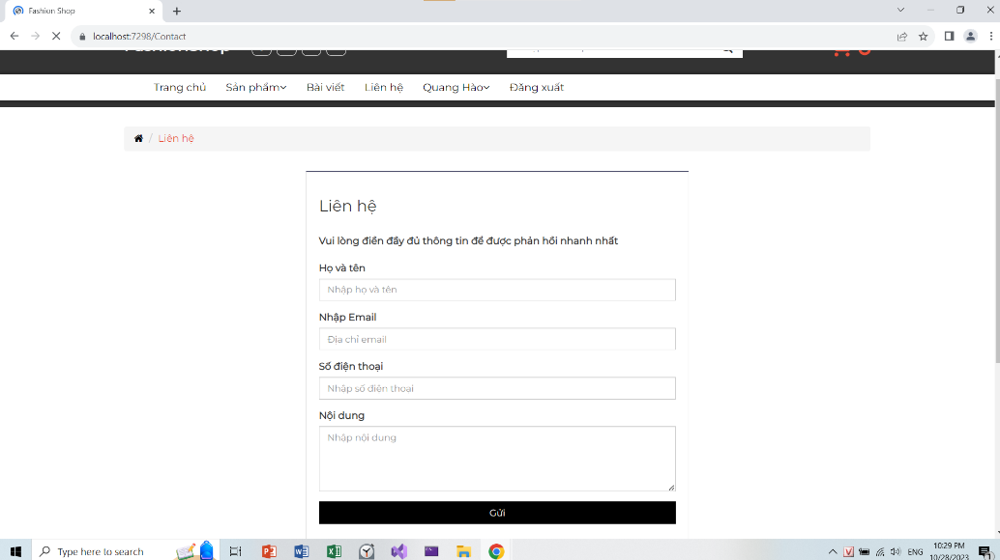 Fashion Shop
localhost:7298/Contact
Trang chủ Sản phẩm Bài viết Liên hệ Quang Hào Đăng xuất
/ Liên hệ
Liên hệ
Vui lòng điền đầy đủ thông tin để được phản hồi nhanh nhất
Họ và tên
Nhập họ và tên
Nhập Email
Địa chỉ email
Số điện thoại
Nhập số điện thoại
Nội dung
Nhập nội dung
Gửi
Type here to search
ENG
10:29 PM
10/28/2023